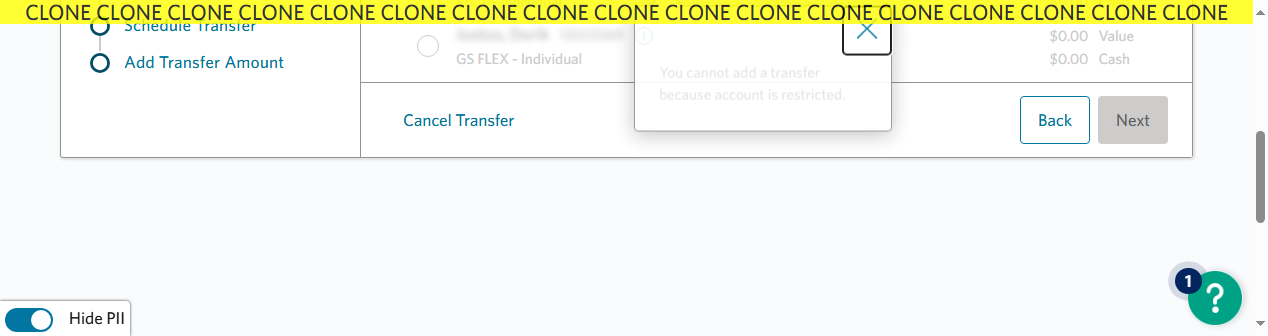 CLONE CLONE CLONE CLONE CLONE CLONE CLONE CLONE CLONE CLONE CLONE CLONE CLONE CLONE CLONE CLONE CLONE
Schedule Transfer
Add Transfer Amount
GS FLEX - Individual
You cannot add a transfer
because account is restricted.
$0.00 Value
$0.00 Cash
Cancel Transfer
Back
Next
1
?
Hide PII